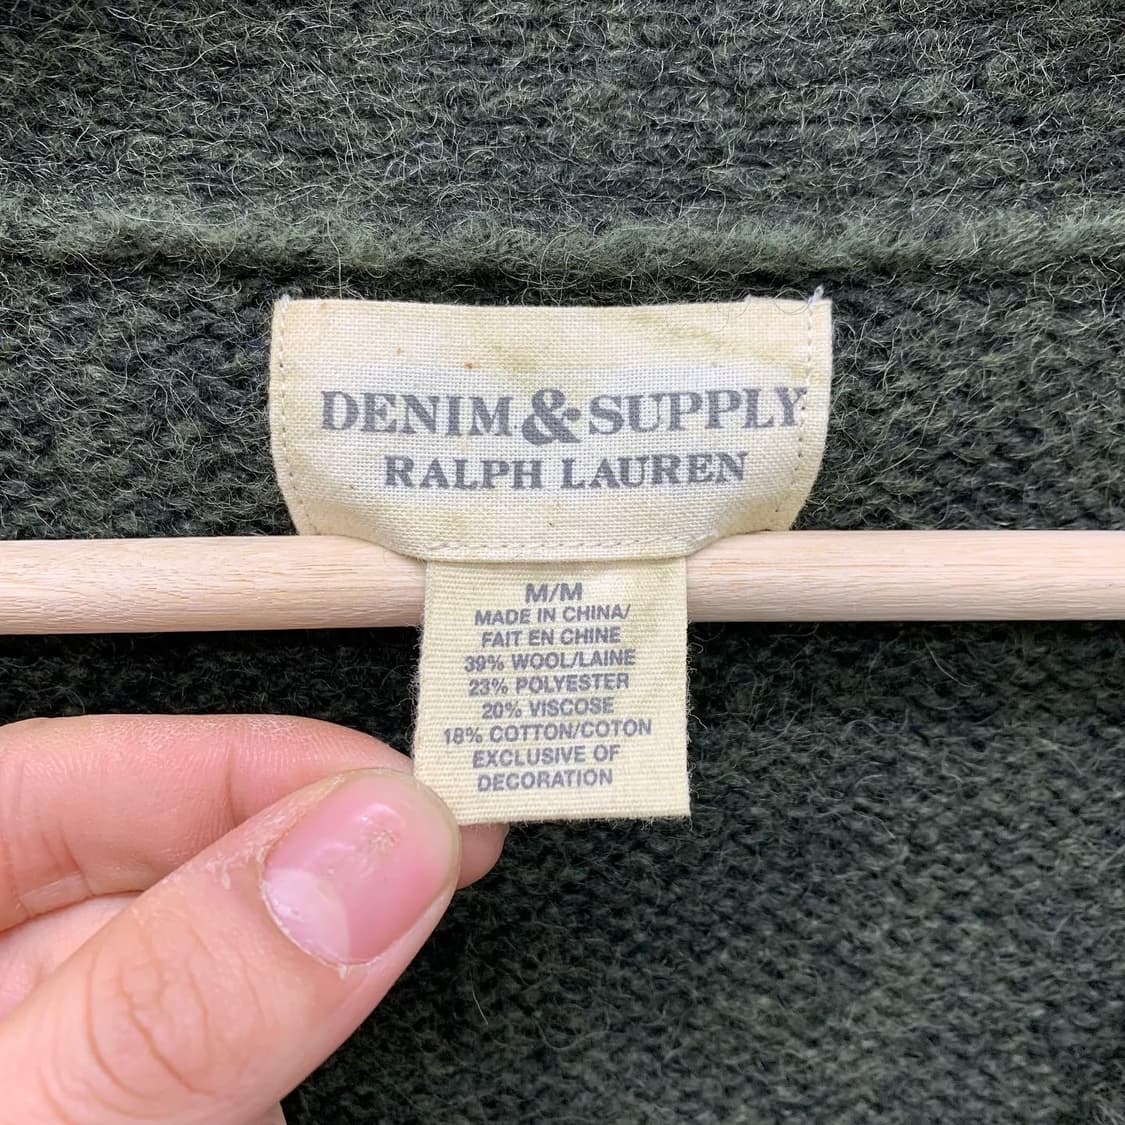 DENIM&SUPPLY
RALPH LAUREN
M/M
MADE IN CHINA/
FAIT EN CHINE
39% WOOL/LAINE
23% POLYESTER
20% VISCOSE
18% COTTON/COTON
EXCLUSIVE OF
DECORATION